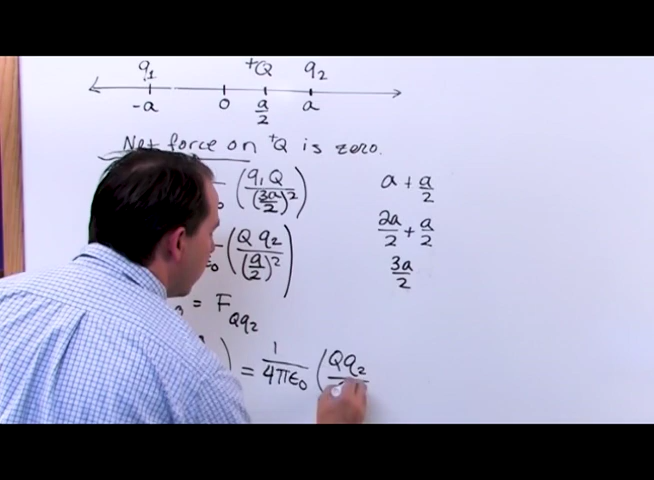 q₁ +Q q₂
-a 0 a/2 a
Net force on +Q is zero.
(q₁Q/(3a/2)²) a + a/2
(Qq₂/(a/2)²) 2a/2 + a/2
3a/2
= F_Qq₂
) = 1/4πε₀ (Qq₂